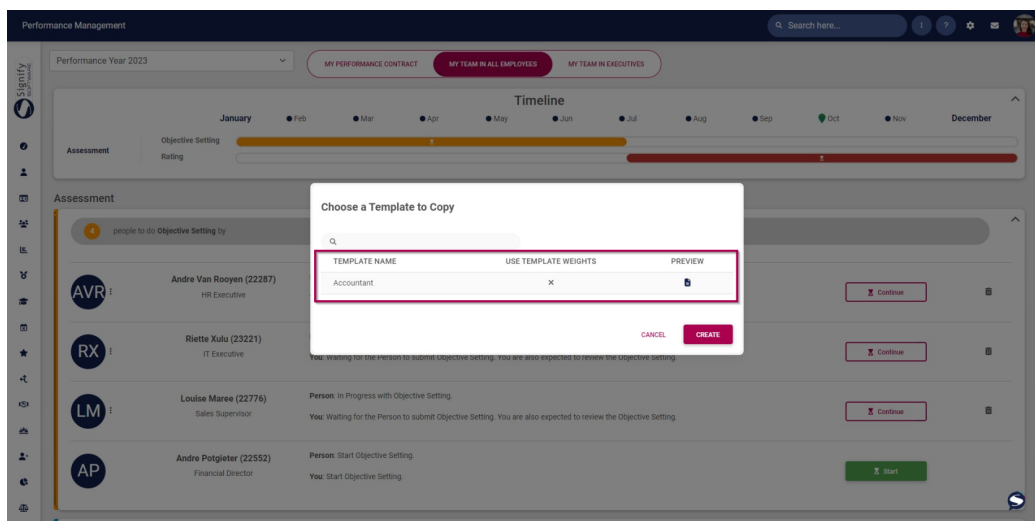 Performance Management
Search here...
Signify
SOFTWARE
Performance Year 2023
MY PERFORMANCE CONTRACT
MY TEAM IN ALL EMPLOYEES
MY TEAM IN EXECUTIVES
Timeline
January
Feb
Mar
Apr
May
Jun
Jul
Aug
Sep
Oct
Nov
December
Assessment
Objective Setting
Rating
Assessment
4 people to do Objective Setting by
Choose a Template to Copy
TEMPLATE NAME USE TEMPLATE WEIGHTS PREVIEW
Accountant
CANCEL CREATE
AVR
Andre Van Rooyen (22287)
HR Executive
Continue
RX
Riette Xulu (23221)
IT Executive
You: Waiting for the Person to submit Objective Setting. You are also expected to review the Objective Setting.
Continue
LM
Louise Maree (22776)
Sales Supervisor
Person: In Progress with Objective Setting.
You: Waiting for the Person to submit Objective Setting. You are also expected to review the Objective Setting.
Continue
AP
Andre Potgieter (22552)
Financial Director
Person: Start Objective Setting.
You: Start Objective Setting.
Start